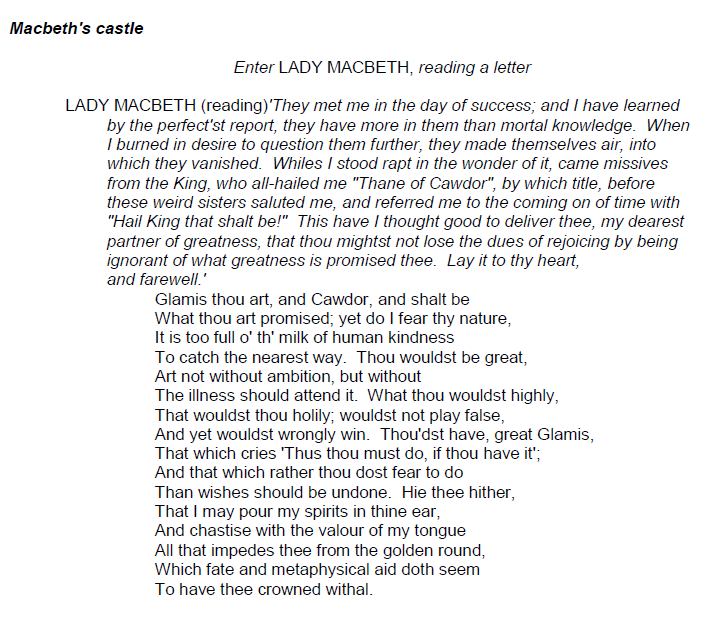 Macbeth's castle
Enter LADY MACBETH, reading a letter
LADY MACBETH (reading)'They met me in the day of success; and I have learned
by the perfect'st report, they have more in them than mortal knowledge.  When
I burned in desire to question them further, they made themselves air, into
which they vanished.  Whiles I stood rapt in the wonder of it, came missives
from the King, who all-hailed me "Thane of Cawdor", by which title, before
these weird sisters saluted me, and referred me to the coming on of time with
"Hail King that shalt be!"  This have I thought good to deliver thee, my dearest
partner of greatness, that thou mightst not lose the dues of rejoicing by being
ignorant of what greatness is promised thee.  Lay it to thy heart,
and farewell.'
Glamis thou art, and Cawdor, and shalt be
What thou art promised; yet do I fear thy nature,
It is too full o' th' milk of human kindness
To catch the nearest way.  Thou wouldst be great,
Art not without ambition, but without
The illness should attend it.  What thou wouldst highly,
That wouldst thou holily; wouldst not play false,
And yet wouldst wrongly win.  Thou'dst have, great Glamis,
That which cries 'Thus thou must do, if thou have it';
And that which rather thou dost fear to do
Than wishes should be undone.  Hie thee hither,
That I may pour my spirits in thine ear,
And chastise with the valour of my tongue
All that impedes thee from the golden round,
Which fate and metaphysical aid doth seem
To have thee crowned withal.